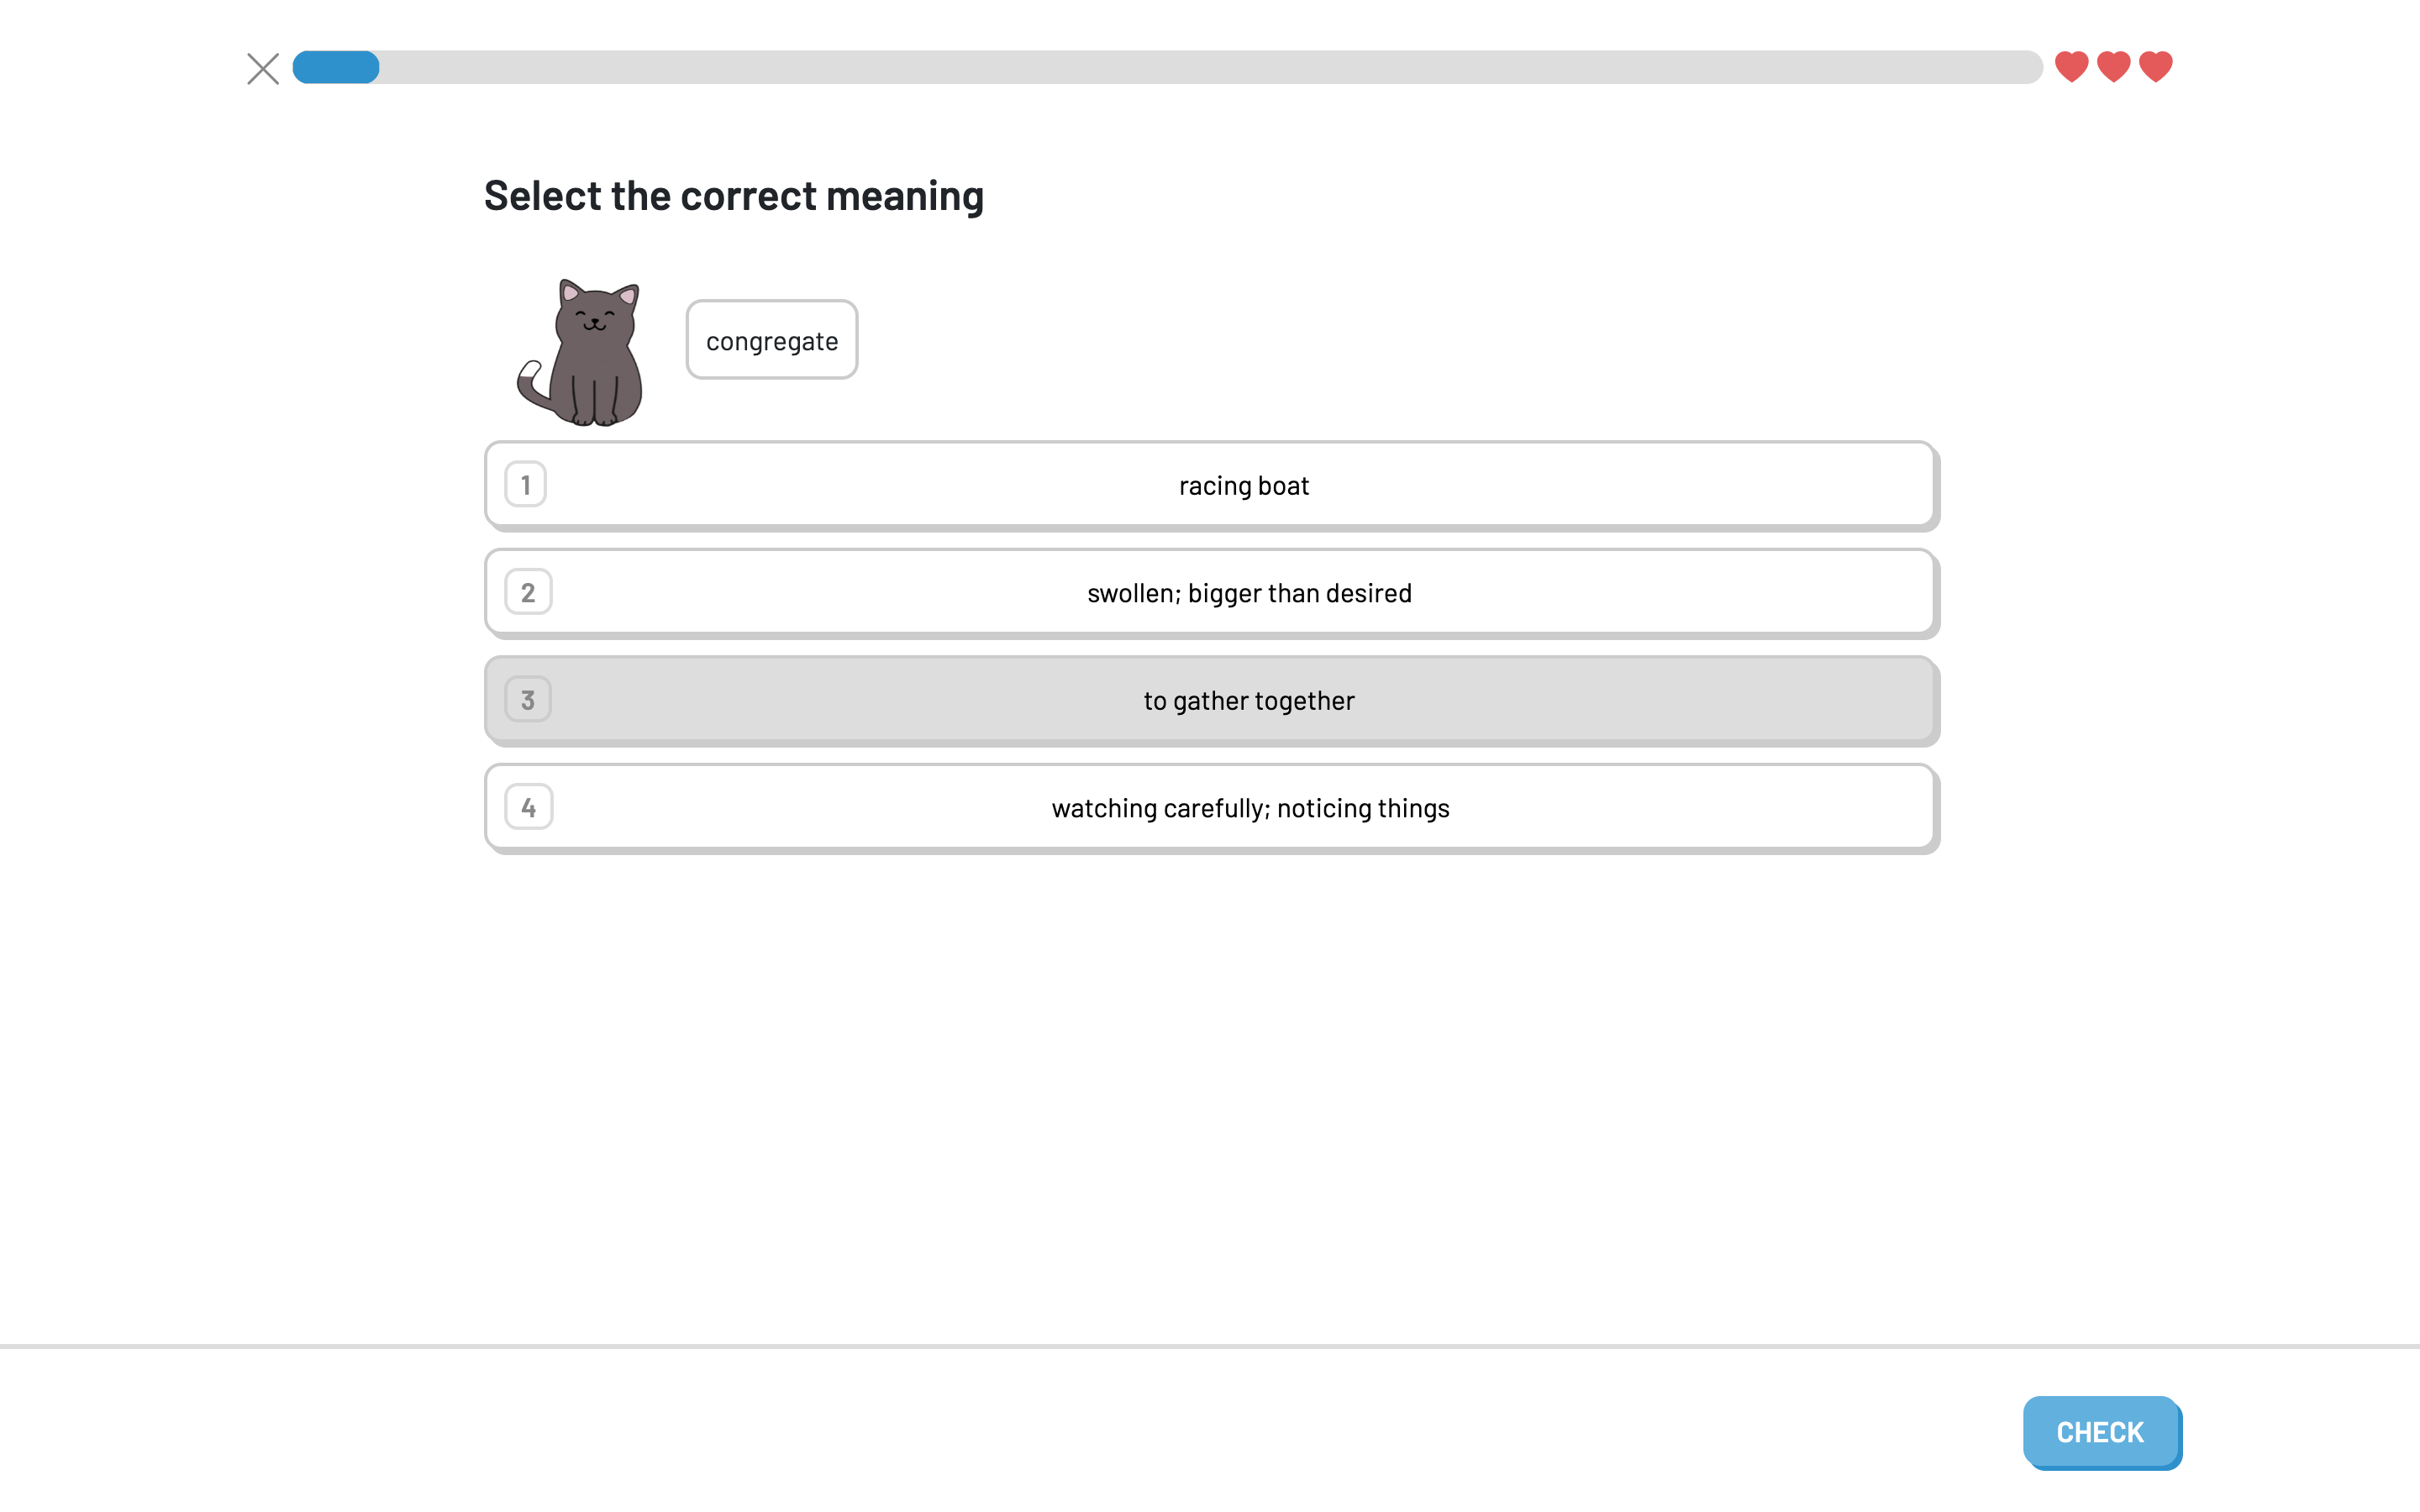 Select the correct meaning
congregate
1 racing boat
2 swollen; bigger than desired
3 to gather together
4 watching carefully; noticing things
CHECK